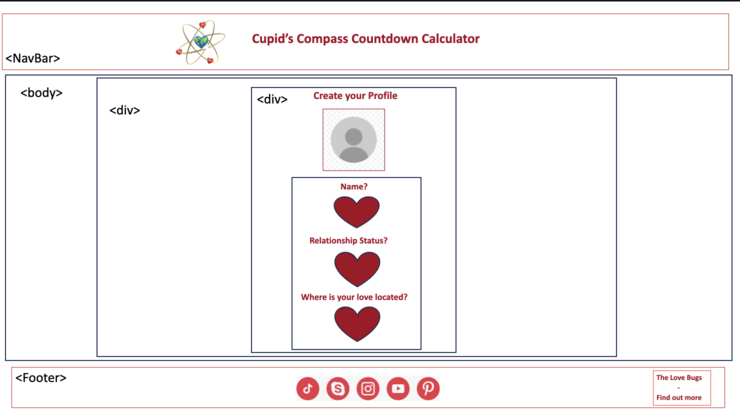 Cupid’s Compass Countdown Calculator
<NavBar>
<body>
<div>
<div>
Create your Profile
Name?
Relationship Status?
Where is your love located?
<Footer>
The Love Bugs
-
Find out more